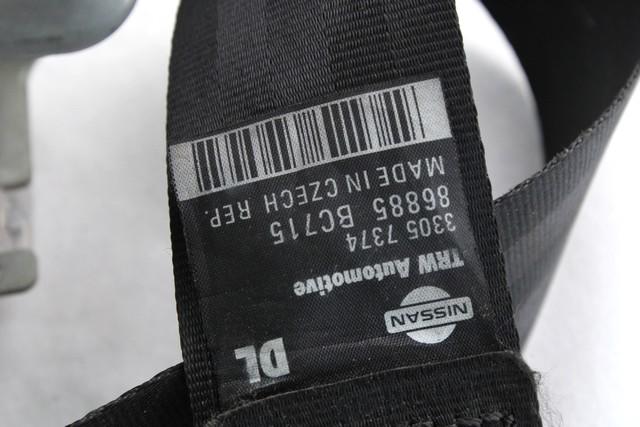 DL
NISSAN
TRW Automotive
3305 7374
86885 BC715
MADE IN CZECH REP.